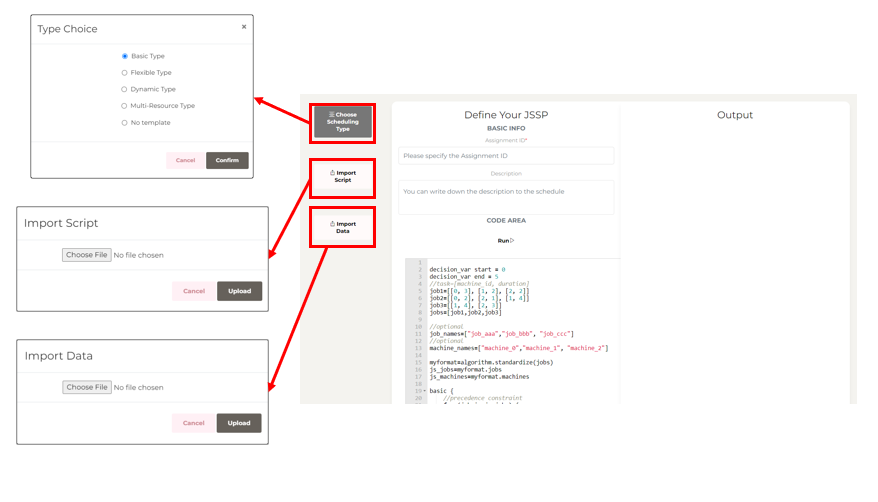 Type Choice
×
Basic Type
Flexible Type
Dynamic Type
Multi-Resource Type
No template
Cancel
Confirm
Import Script
Choose File No file chosen
Cancel
Upload
Import Data
Choose File No file chosen
Cancel
Upload
Choose
Scheduling
Type
Import
Script
Import
Data
Define Your JSSP
BASIC INFO
Assignment ID*
Please specify the Assignment ID
Description
You can write down the description to the schedule
CODE AREA
Run
1
2 decision_var start = 0
3 decision_var end = 5
4 //task=[machine_id, duration]
5 job1=[[0, 3], [1, 2], [2, 2]]
6 job2=[[0, 2], [2, 1], [1, 4]]
7 job3=[[1, 4], [2, 3]]
8 jobs=[job1,job2,job3]
9
10 //optional
11 job_names=["job_aaa","job_bbb", "job_ccc"]
12 //optional
13 machine_names=["machine_0","machine_1", "machine_2"]
14
15 myformat=algorithm.standardize(jobs)
16 js_jobs=myformat.jobs
17 js_machines=myformat.machines
18
19 basic {
20 //precedence constraint
Output